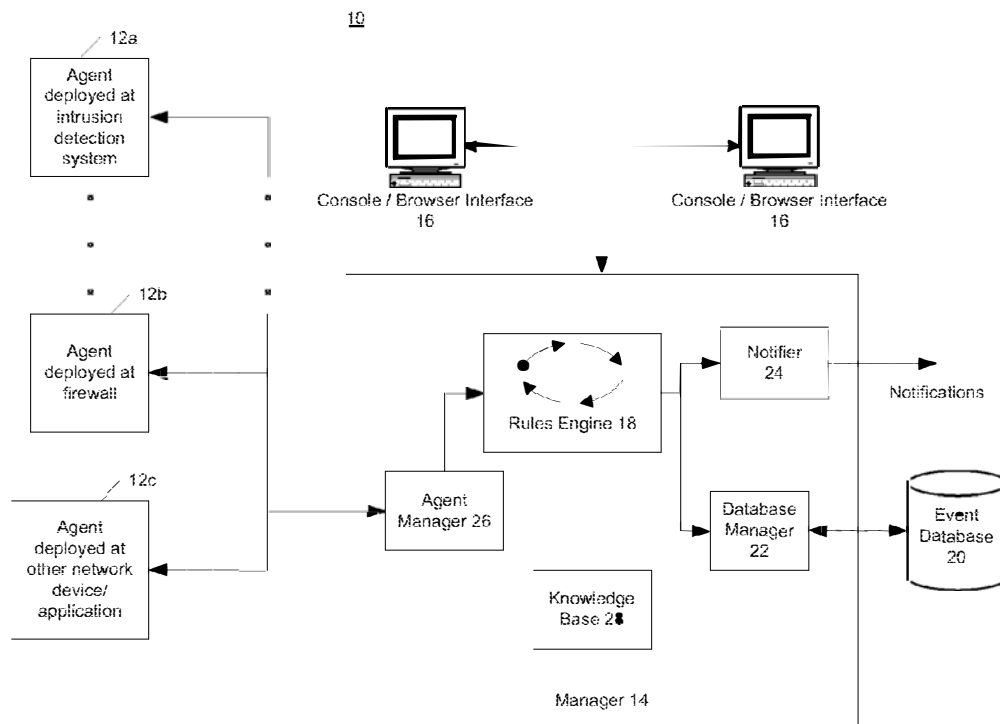 10
12a
Agent
deployed at
intrusion
detection
system
Console / Browser Interface
16
Console / Browser Interface
16
12b
Agent
deployed at
firewall
Notifier
24
Notifications
Rules Engine 18
12c
Agent
deployed at
other network
device/
application
Agent
Manager 26
Database
Manager
22
Event
Database
20
Knowledge
Base 28
Manager 14